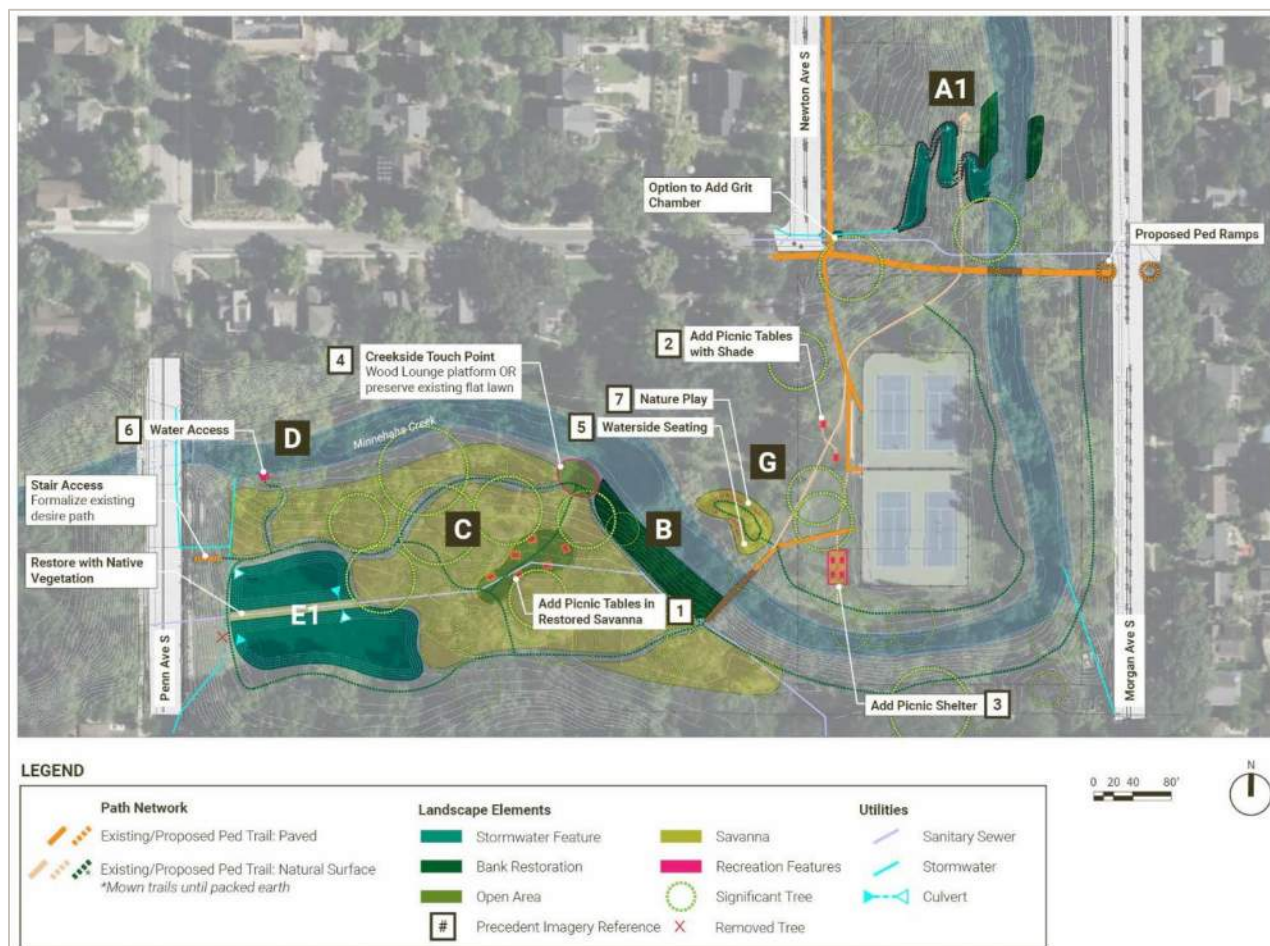 Newton Ave S
A1
Option to Add Grit
Chamber
Proposed Ped Ramps
2
Add Picnic Tables
with Shade
4
Creekside Touch Point
Wood Lounge platform OR
preserve existing flat lawn
7
Nature Play
5
Waterside Seating
6
Water Access
D
Minnehaha Creek
G
Stair Access
Formalize existing
desire path
C
B
Restore with Native
Vegetation
E1
Add Picnic Tables in
Restored Savanna
1
Penn Ave S
Morgan Ave S
Add Picnic Shelter
3
LEGEND
0 20 40 80'
N
Path Network
Existing/Proposed Ped Trail: Paved
Existing/Proposed Ped Trail: Natural Surface
*Mown trails until packed earth
Landscape Elements
Stormwater Feature
Bank Restoration
Open Area
# Precedent Imagery Reference
Savanna
Recreation Features
Significant Tree
Removed Tree
Utilities
Sanitary Sewer
Stormwater
Culvert